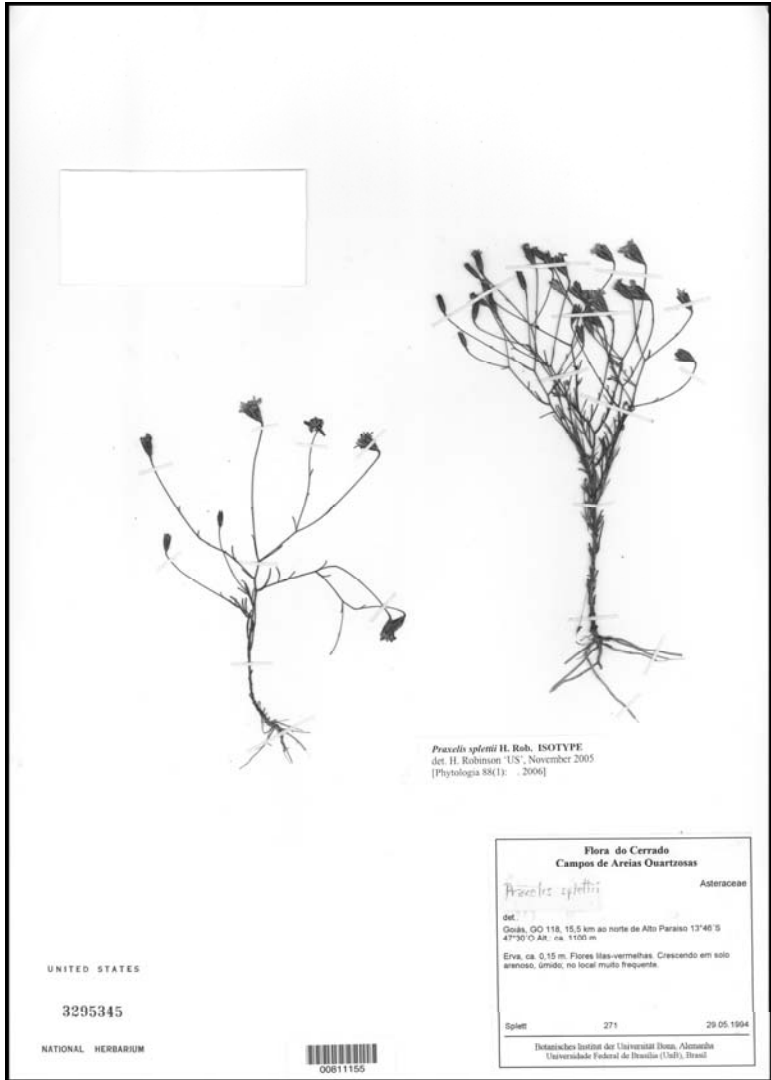 Praxelis splettii H. Rob. ISOTYPE
det. H. Robinson 'US', November 2005
[Phytologia 88(1): . 2006]
Flora do Cerrado
Campos de Areias Quartzosas
Praxelis splettii
Asteraceae
det.
Goiás, GO 118, 15,5 km ao norte de Alto Paraiso 13°46´S
47°30´O Alt.: ca. 1100 m
Erva, ca. 0,15 m. Flores lilas-vermelhas. Crescendo em solo
arenoso, úmido; no local muito frequente.
Splett 271 29.05.1994
Botanisches Institut der Universität Bonn, Alemanha
Universidade Federal de Brasília (UnB), Brasil
UNITED STATES
3295345
NATIONAL HERBARIUM
00811155